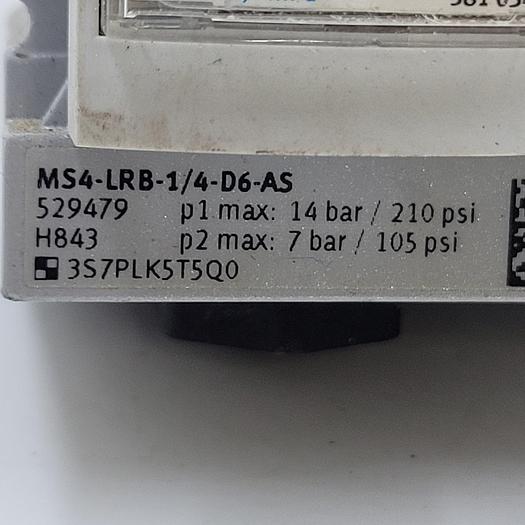 MS4-LRB-1/4-D6-AS
529479 p1 max: 14 bar / 210 psi
H843 p2 max: 7 bar / 105 psi
3S7PLK5T5Q0